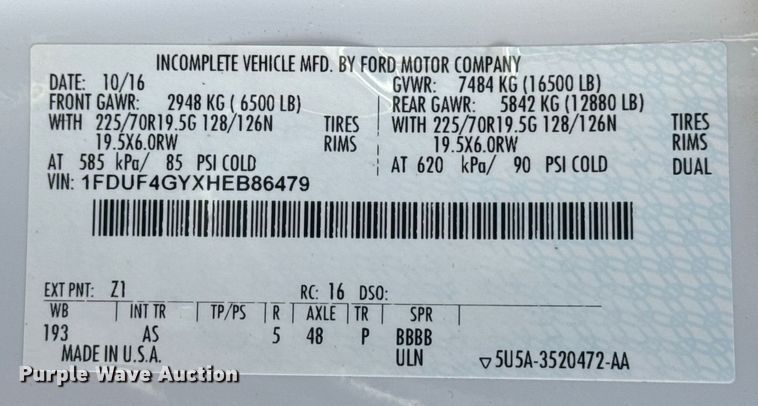 INCOMPLETE VEHICLE MFD. BY FORD MOTOR COMPANY
DATE: 10/16 GVWR: 7484 KG (16500 LB)
FRONT GAWR: 2948 KG ( 6500 LB) REAR GAWR: 5842 KG (12880 LB)
WITH 225/70R19.5G 128/126N TIRES WITH 225/70R19.5G 128/126N TIRES
19.5X6.0RW RIMS 19.5X6.0RW RIMS
AT 585 kPa/ 85 PSI COLD AT 620 kPa/ 90 PSI COLD DUAL
VIN: 1FDUF4GYXHEB86479
EXT PNT: Z1 RC: 16 DSO:
WB INT TR TP/PS R AXLE TR SPR
193 AS 5 48 P BBBB
MADE IN U.S.A. ULN ▽5U5A-3520472-AA
Purple Wave Auction